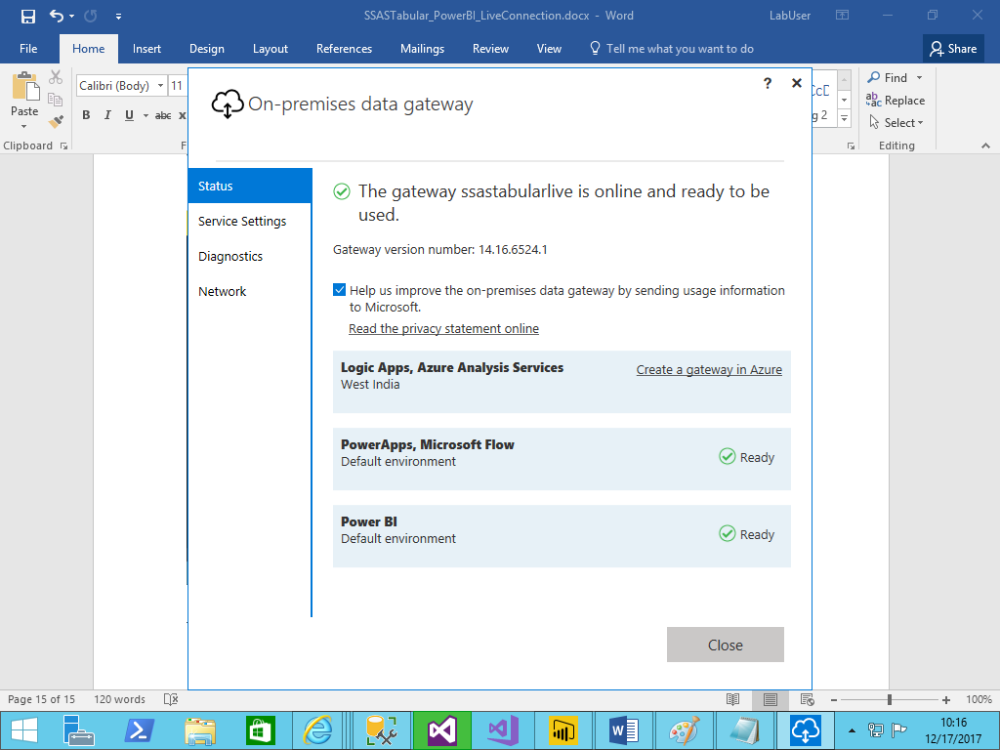 SSASTabular_PowerBI_LiveConnection.docx - Word
LabUser
File Home Insert Design Layout References Mailings Review View Tell me what you want to do Share
Paste
Clipboard
Calibri (Body) 11
B I U abc x
F
CcD
g 2
Find
Replace
Select
Editing
? ×
On-premises data gateway
Status
Service Settings
Diagnostics
Network
The gateway ssastabularlive is online and ready to be
used.
Gateway version number: 14.16.6524.1
Help us improve the on-premises data gateway by sending usage information
to Microsoft.
Read the privacy statement online
Logic Apps, Azure Analysis Services
Create a gateway in Azure
West India
PowerApps, Microsoft Flow
Default environment
Ready
Power BI
Default environment
Ready
Close
Page 15 of 15 120 words
100%
10:16
12/17/2017